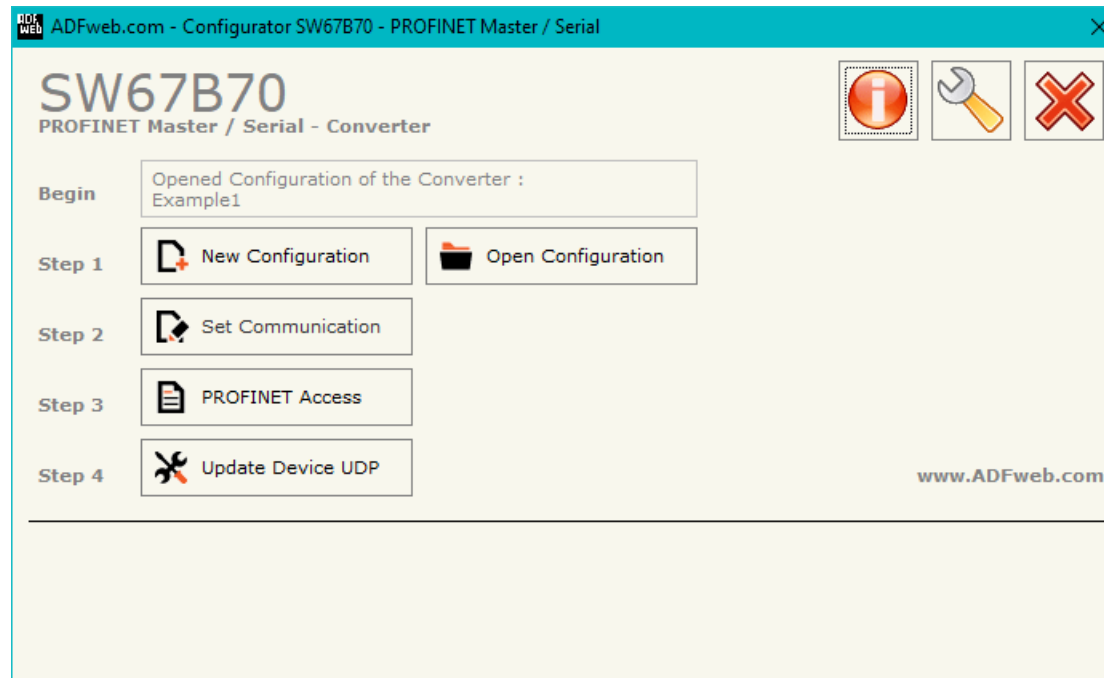 ADF WEB ADFweb.com - Configurator SW67B70 - PROFINET Master / Serial
SW67B70
PROFINET Master / Serial - Converter
Begin
Opened Configuration of the Converter :
Example1
Step 1
New Configuration
Open Configuration
Step 2
Set Communication
Step 3
PROFINET Access
Step 4
Update Device UDP
www.ADFweb.com